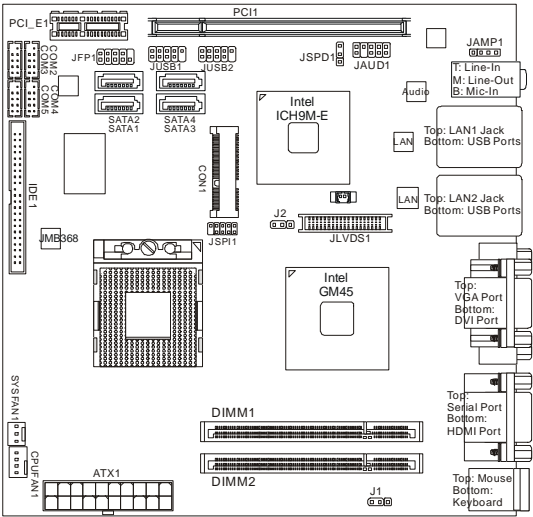 PCI1
PCI_E1
JFP1
JUSB1
JUSB2
JSPD1
JAUD1
JAMP1
COM2
COM3
COM4
COM5
SATA2
SATA1
SATA4
SATA3
T: Line-In
M: Line-Out
B: Mic-In
Audio
Intel
ICH9M-E
LAN
Top: LAN1 Jack
Bottom: USB Ports
CON1
IDE1
LAN
Top: LAN2 Jack
Bottom: USB Ports
J2
JLVDS1
JSPI1
JMB368
Intel
GM45
Top:
VGA Port
Bottom:
DVI Port
Top:
Serial Port
Bottom:
HDMI Port
SYSFAN1
CPUFAN1
DIMM1
DIMM2
ATX1
J1
Top: Mouse
Bottom:
Keyboard